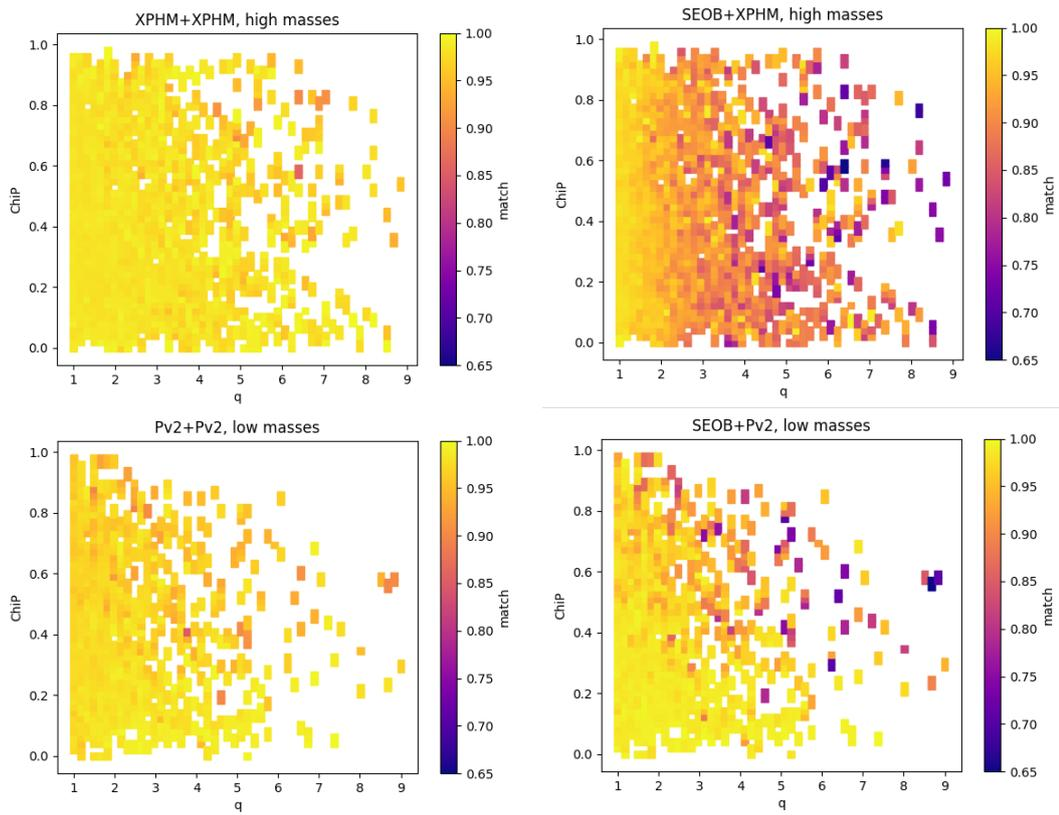 XPHM+XPHM, high masses
1.0
0.8
0.6
0.4
0.2
0.0
ChiP
1 2 3 4 5 6 7 8 9
q
1.00
0.95
0.90
0.85
0.80
0.75
0.70
0.65
match
SEOB+XPHM, high masses
1.0
0.8
0.6
0.4
0.2
0.0
ChiP
1 2 3 4 5 6 7 8 9
q
1.00
0.95
0.90
0.85
0.80
0.75
0.70
0.65
match
Pv2+Pv2, low masses
1.0
0.8
0.6
0.4
0.2
0.0
ChiP
1 2 3 4 5 6 7 8 9
q
1.00
0.95
0.90
0.85
0.80
0.75
0.70
0.65
match
SEOB+Pv2, low masses
1.0
0.8
0.6
0.4
0.2
0.0
ChiP
1 2 3 4 5 6 7 8 9
q
1.00
0.95
0.90
0.85
0.80
0.75
0.70
0.65
match